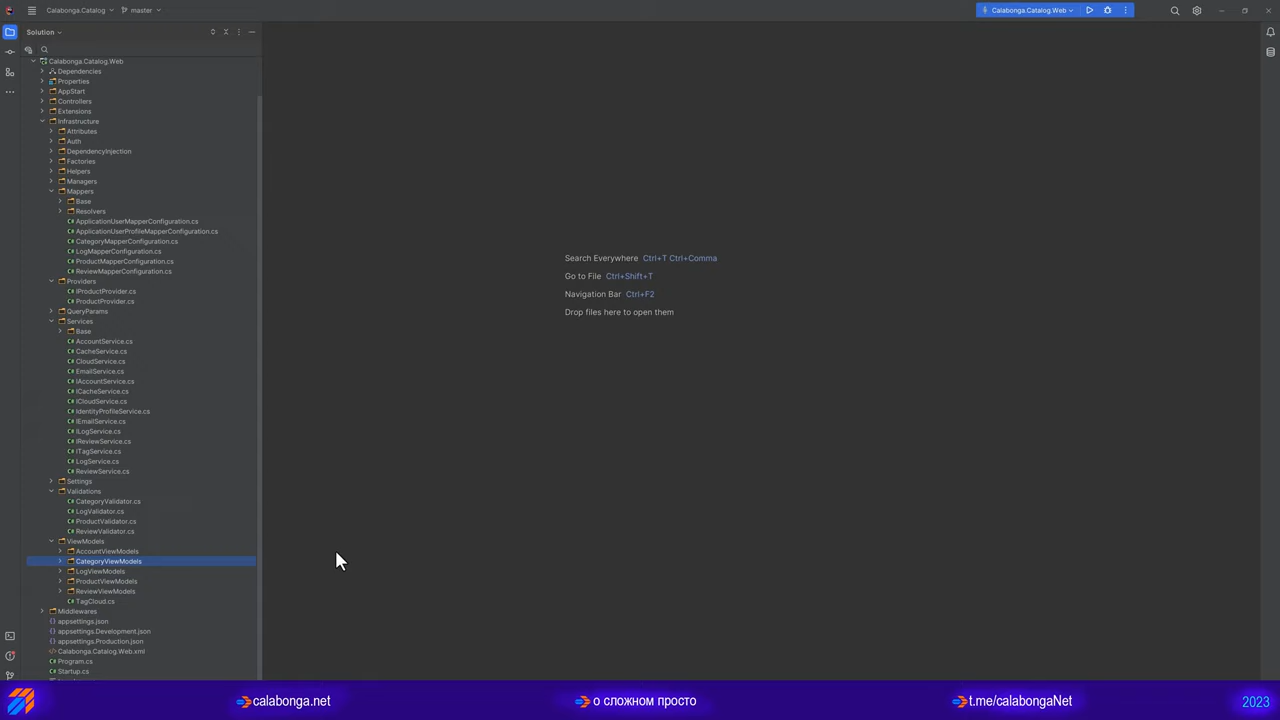 Calabonga.Catalog
master
Calabonga.Catalog.Web
Solution
Calabonga.Catalog.Web
Dependencies
Properties
AppStart
Controllers
Extensions
Infrastructure
Attributes
Auth
DependencyInjection
Factories
Helpers
Managers
Mappers
Base
Resolvers
C# ApplicationUserMapperConfiguration.cs
C# ApplicationUserProfileMapperConfiguration.cs
C# CategoryMapperConfiguration.cs
C# LogMapperConfiguration.cs
C# ProductMapperConfiguration.cs
C# ReviewMapperConfiguration.cs
Providers
C# IProductProvider.cs
C# ProductProvider.cs
QueryParams
Services
Base
C# AccountService.cs
C# CacheService.cs
C# CloudService.cs
C# EmailService.cs
C# IAccountService.cs
C# ICacheService.cs
C# ICloudService.cs
C# IdentityProfileService.cs
C# IEmailService.cs
C# ILogService.cs
C# IReviewService.cs
C# ITagService.cs
C# LogService.cs
C# ReviewService.cs
Settings
Validations
C# CategoryValidator.cs
C# LogValidator.cs
C# ProductValidator.cs
C# ReviewValidator.cs
ViewModels
AccountViewModels
CategoryViewModels
LogViewModels
ProductViewModels
ReviewViewModels
C# TagCloud.cs
Middlewares
appsettings.json
appsettings.Development.json
appsettings.Production.json
Calabonga.Catalog.Web.xml
C# Program.cs
C# Startup.cs
Search Everywhere Ctrl+T Ctrl+Comma
Go to File Ctrl+Shift+T
Navigation Bar Ctrl+F2
Drop files here to open them
calabonga.net
о сложном просто
t.me/calabongaNet
2023